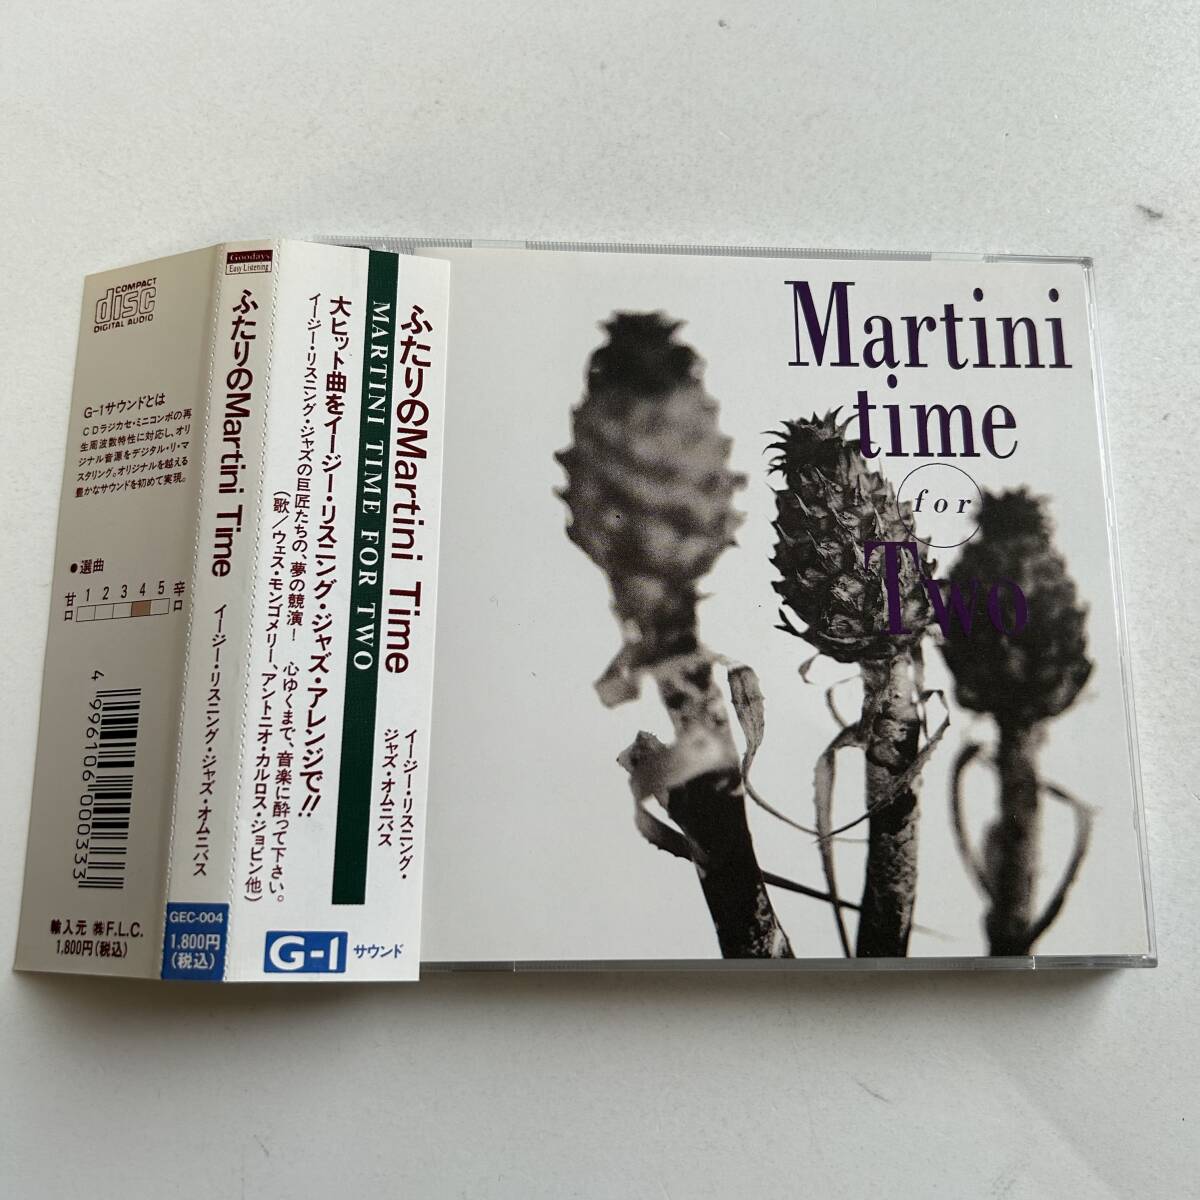 COMPACT
disc
DIGITAL AUDIO
G-1サウンドとは
CDラジカセ・ミニコンポの再
生周波数特性に対応し、オリ
ジナル音源をデジタル・リ・マ
スタリング。オリジナルを越える
豊かなサウンドを初めて実現。
●選曲
甘口 1 2 3 4 5 辛口
4 996106 000333
輸入元 ㈱F.L.C.
1,800円(税込)
Goodays
Easy Listening
ふたりのMartini Time
イージー・リスニング・ジャズ・オムニバス
GEC-004
1,800円
(税込)
ふたりのMartini Time
イージー・リスニング・
ジャズ・オムニバス
MARTINI TIME FOR TWO
大ヒット曲をイージー・リスニング・ジャズ・アレンジで!!
イージー・リスニング・ジャズの巨匠たちの、夢の競演! 心ゆくまで、音楽に酔って下さい。
(歌/ウェス・モンゴメリー、アントニオ・カルロス・ジョビン他)
G-1 サウンド
Martini
time
for
Two